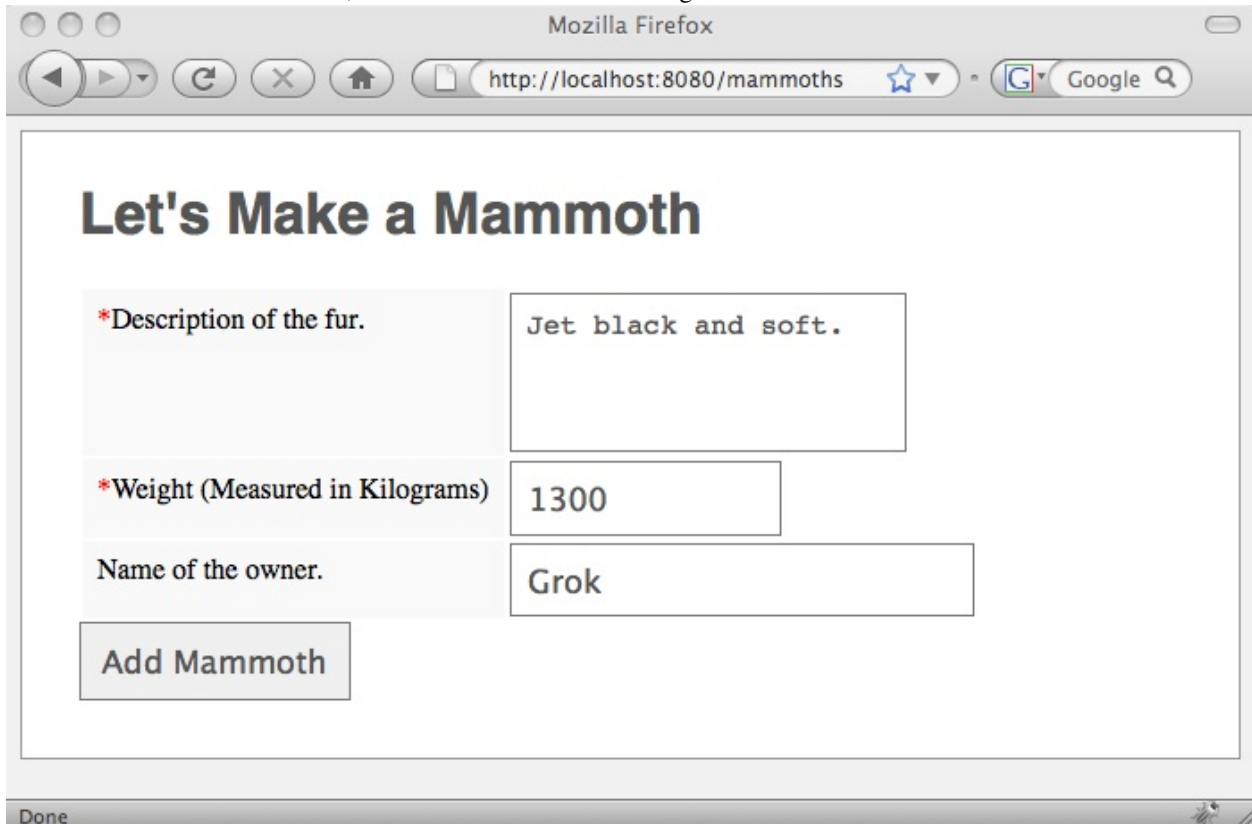 Mozilla Firefox
http://localhost:8080/mammoths
G Google
Let's Make a Mammoth
*Description of the fur.
Jet black and soft.
*Weight (Measured in Kilograms)
1300
Name of the owner.
Grok
Add Mammoth
Done